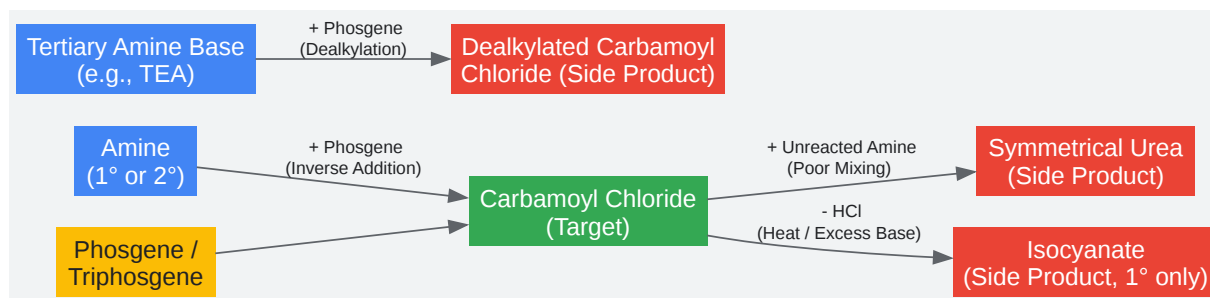 Tertiary Amine Base
(e.g., TEA)
+ Phosgene
(Dealkylation)
Dealkylated Carbamoyl
Chloride (Side Product)
Amine
(1° or 2°)
+ Phosgene
(Inverse Addition)
Phosgene /
Triphosgene
Carbamoyl Chloride
(Target)
+ Unreacted Amine
(Poor Mixing)
Symmetrical Urea
(Side Product)
- HCl
(Heat / Excess Base)
Isocyanate
(Side Product, 1° only)